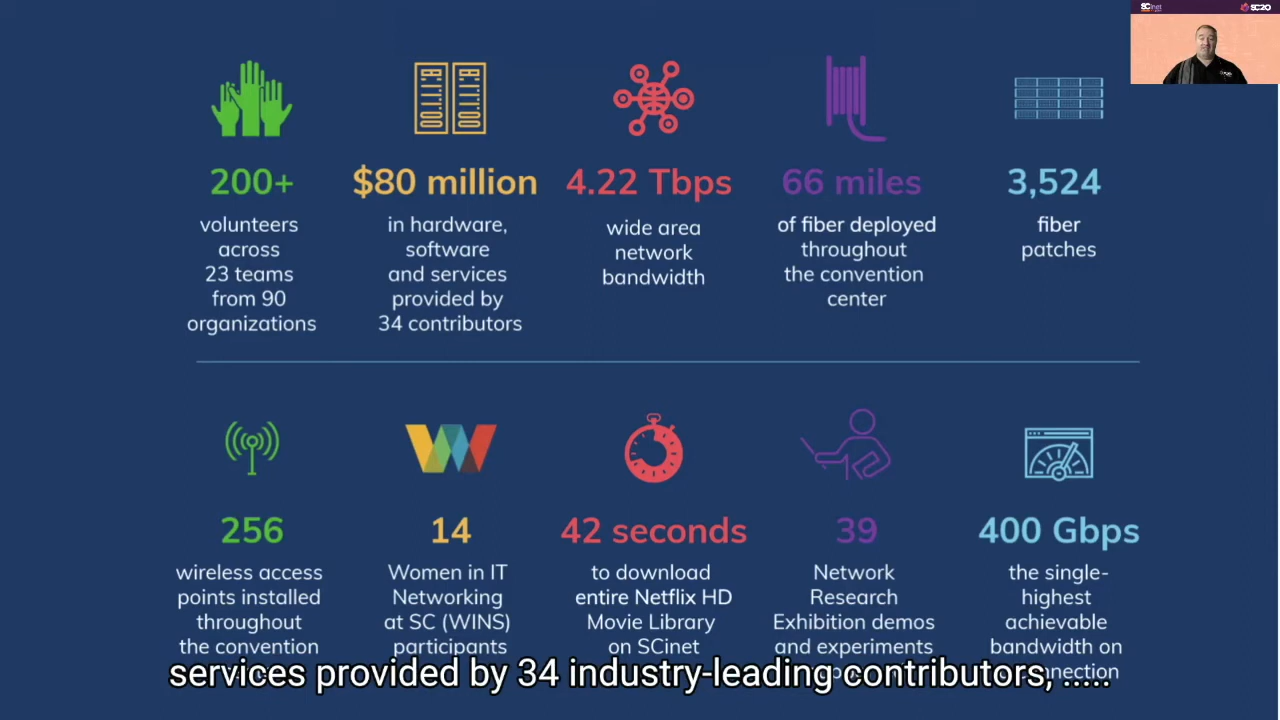 SCinet
SC20
200+
volunteers
across
23 teams
from 90
organizations
$80 million
in hardware,
software
and services
provided by
34 contributors
4.22 Tbps
wide area
network
bandwidth
66 miles
of fiber deployed
throughout
the convention
center
3,524
fiber
patches
256
wireless access
points installed
throughout
the convention
14
Women in IT
Networking
at SC (WINS)
participants
42 seconds
to download
entire Netflix HD
Movie Library
on SCinet
39
Network
Research
Exhibition demos
and experiments
400 Gbps
the single-
highest
achievable
bandwidth on
services provided by 34 industry-leading contributors, .....